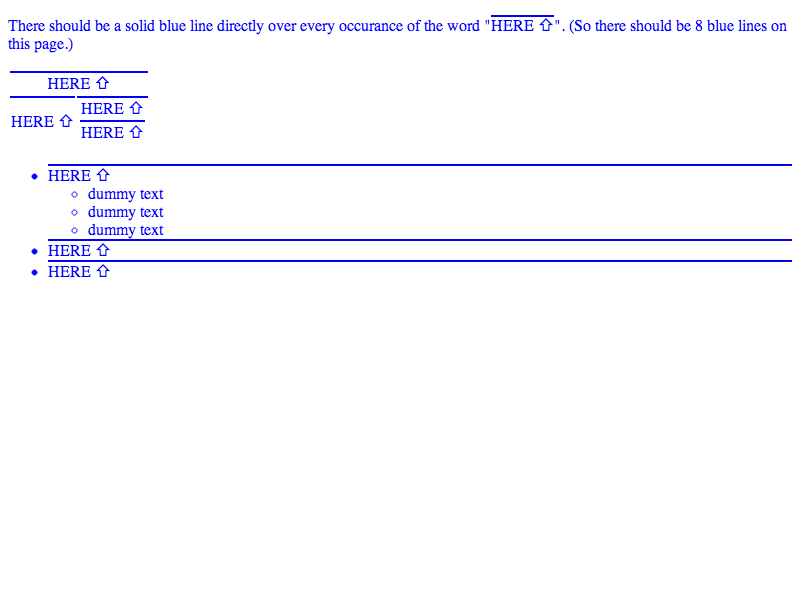 There should be a solid blue line directly over every occurance of the word "HERE ⇧". (So there should be 8 blue lines on
this page.)
HERE ⇧
HERE ⇧
HERE ⇧
HERE ⇧
HERE ⇧
dummy text
dummy text
dummy text
HERE ⇧
HERE ⇧